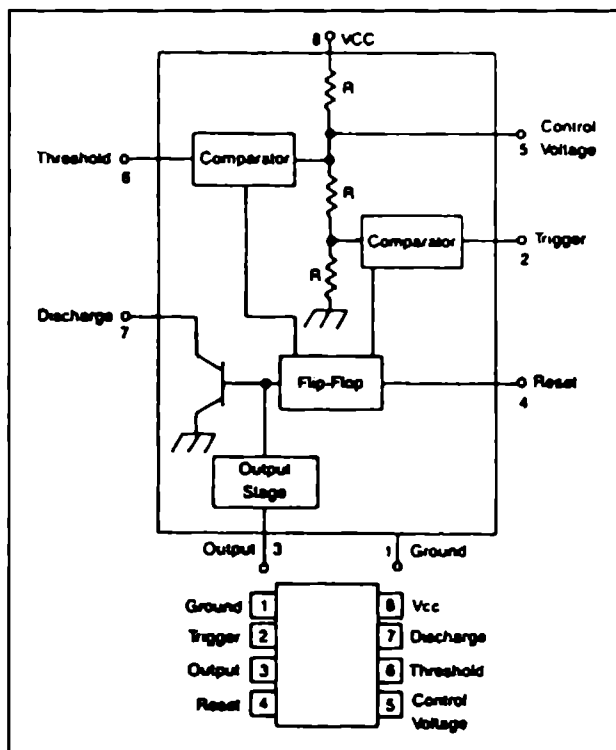 8 VCC
R
Control
Voltage
5
Threshold
6
Comparator
R
Comparator
Trigger
2
R
Discharge
7
Flip-Flop
Reset
4
Output
Stage
Output 3
1 Ground
Ground 1
8 Vcc
Trigger 2
7 Discharge
Output 3
6 Threshold
Reset 4
5 Control
Voltage